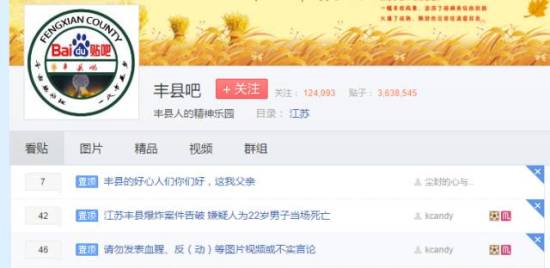 FENGXIAN COUNTY
Bai du 贴吧
丰县吧
+ 关注
关注：124,993 贴子：3,638,545
丰县人的精神乐园 目录：江苏
看贴 图片 精品 视频 群组
7 置顶 丰县的好心人们你们好，这我父亲 尘封的心与...
42 置顶 江苏丰县爆炸案件告破 嫌疑人为22岁男子当场死亡 kcandy
46 置顶 请勿发表血腥、反（动）等图片视频或不实言论 kcandy